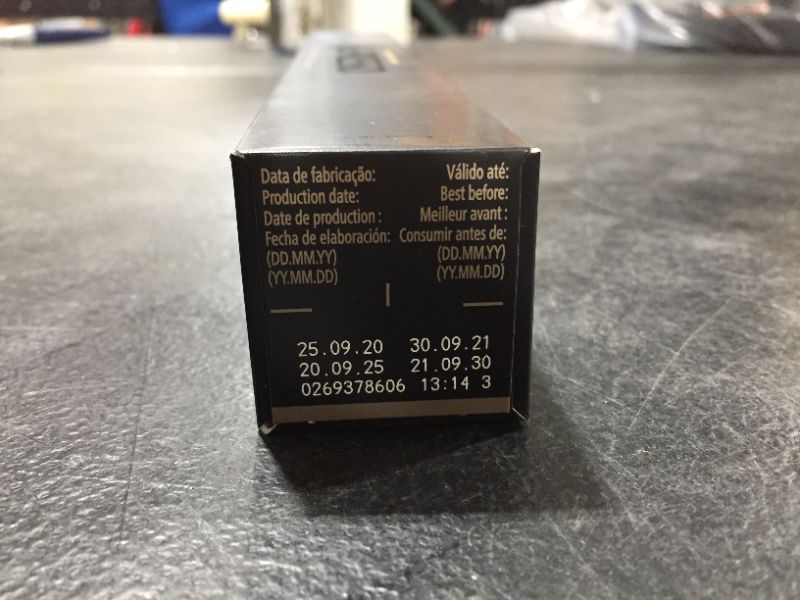 Data de fabricação: Válido até:
Production date: Best before:
Date de production : Meilleur avant :
Fecha de elaboración: Consumir antes de:
(DD.MM.YY) (DD.MM.YY)
(YY.MM.DD) (YY.MM.DD)
25.09.20 30.09.21
20.09.25 21.09.30
0269378606 13:14 3